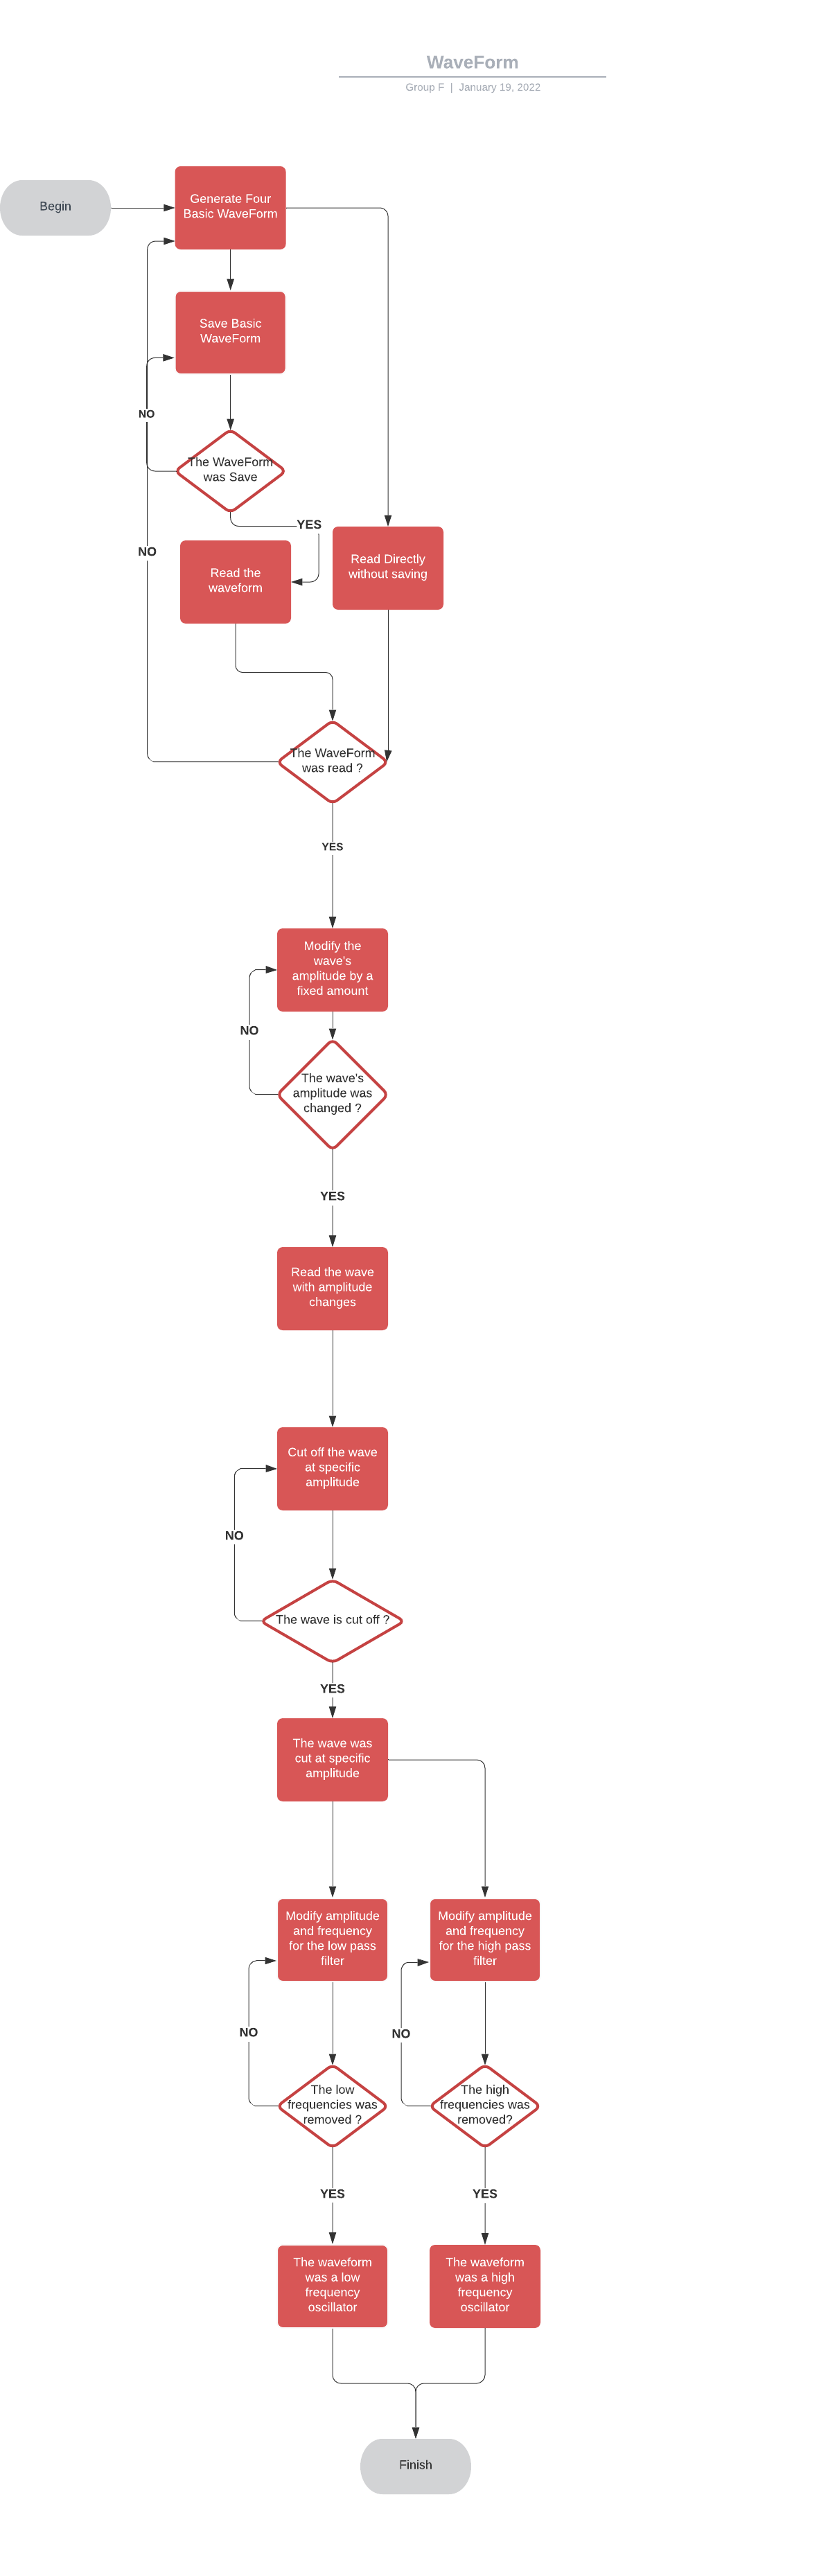 WaveForm
Group F | January 19, 2022
Begin
Generate Four
Basic WaveForm
Save Basic
WaveForm
NO
The WaveForm
was Save
YES
NO
Read the
waveform
Read Directly
without saving
The WaveForm
was read ?
YES
Modify the
wave's
amplitude by a
fixed amount
NO
The wave's
amplitude was
changed ?
YES
Read the wave
with amplitude
changes
Cut off the wave
at specific
amplitude
NO
The wave is cut off ?
YES
The wave was
cut at specific
amplitude
Modify amplitude
and frequency
for the low pass
filter
Modify amplitude
and frequency
for the high pass
filter
NO
NO
The low
frequencies was
removed ?
The high
frequencies was
removed?
YES
YES
The waveform
was a low
frequency
oscillator
The waveform
was a high
frequency
oscillator
Finish